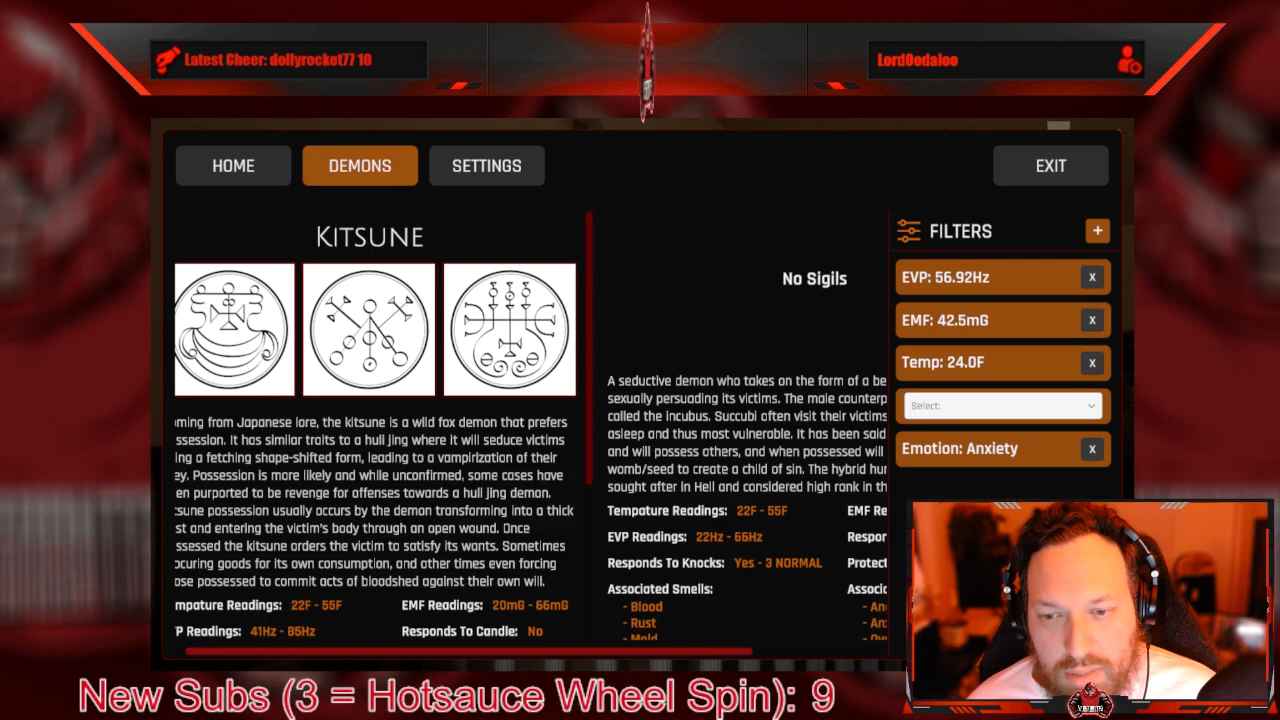 Latest Cheer: dollyrocket77 10
LordOodaloo
HOME
DEMONS
SETTINGS
EXIT
KITSUNE
No Sigils
FILTERS
+
EVP: 56.92Hz
X
EMF: 42.5mG
X
Temp: 24.0F
X
Select:
Emotion: Anxiety
X
oming from Japanese lore, the kitsune is a wild fox demon that prefers
ssession. It has similar traits to a huli jing where it will seduce victims
ing a fetching shape-shifted form, leading to a vampirization of their
ey. Possession is more likely and while unconfirmed, some cases have
en purported to be revenge for offenses towards a huli jing demon.
tsune possession usually occurs by the demon transforming into a thick
st and entering the victim's body through an open wound. Once
ssessed the kitsune orders the victim to satisfy its wants. Sometimes
ocuring goods for its own consumption, and other times even forcing
ose possessed to commit acts of bloodshed against their own will.
mpature Readings: 22F - 55F
EMF Readings: 20mG - 66mG
P Readings: 41Hz - 85Hz
Responds To Candle: No
A seductive demon who takes on the form of a be
sexually persuading its victims. The male counterp
called the incubus. Succubi often visit their victims
asleep and thus most vulnerable. It has been said
and will possess others, and when possessed will
womb/seed to create a child of sin. The hybrid hur
sought after in Hell and considered high rank in th
Tempature Readings: 22F - 55F
EMF Re
EVP Readings: 22Hz - 66Hz
Respor
Responds To Knocks: Yes - 3 NORMAL
Protect
Associated Smells:
Associc
- Blood
- An
- Rust
- An
- Mold
New Subs (3 = Hotsauce Wheel Spin): 9